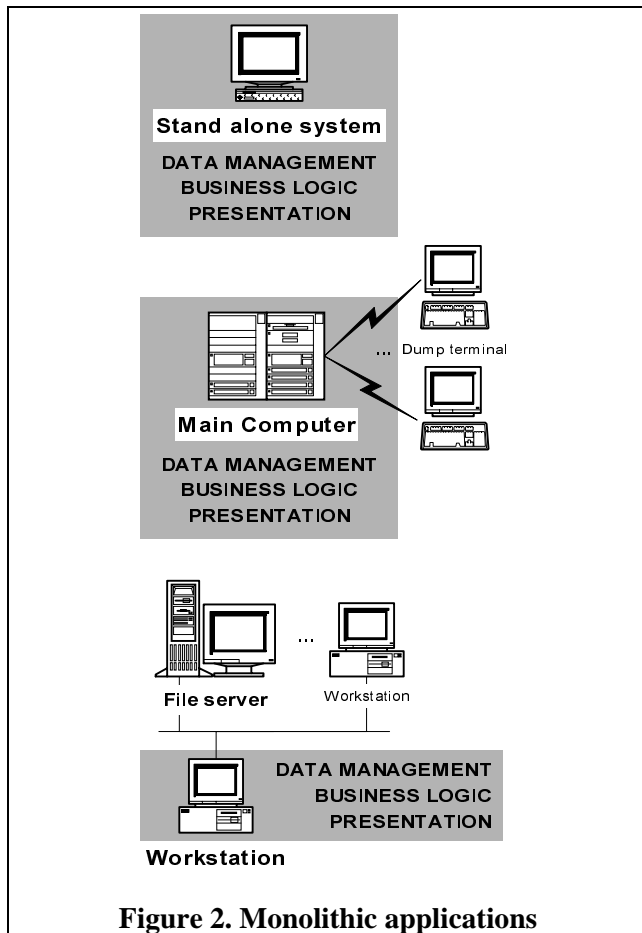 Stand alone system
DATA MANAGEMENT
BUSINESS LOGIC
PRESENTATION
... Dump terminal
Main Computer
DATA MANAGEMENT
BUSINESS LOGIC
PRESENTATION
...
File server
Workstation
DATA MANAGEMENT
BUSINESS LOGIC
PRESENTATION
Workstation
Figure 2. Monolithic applications